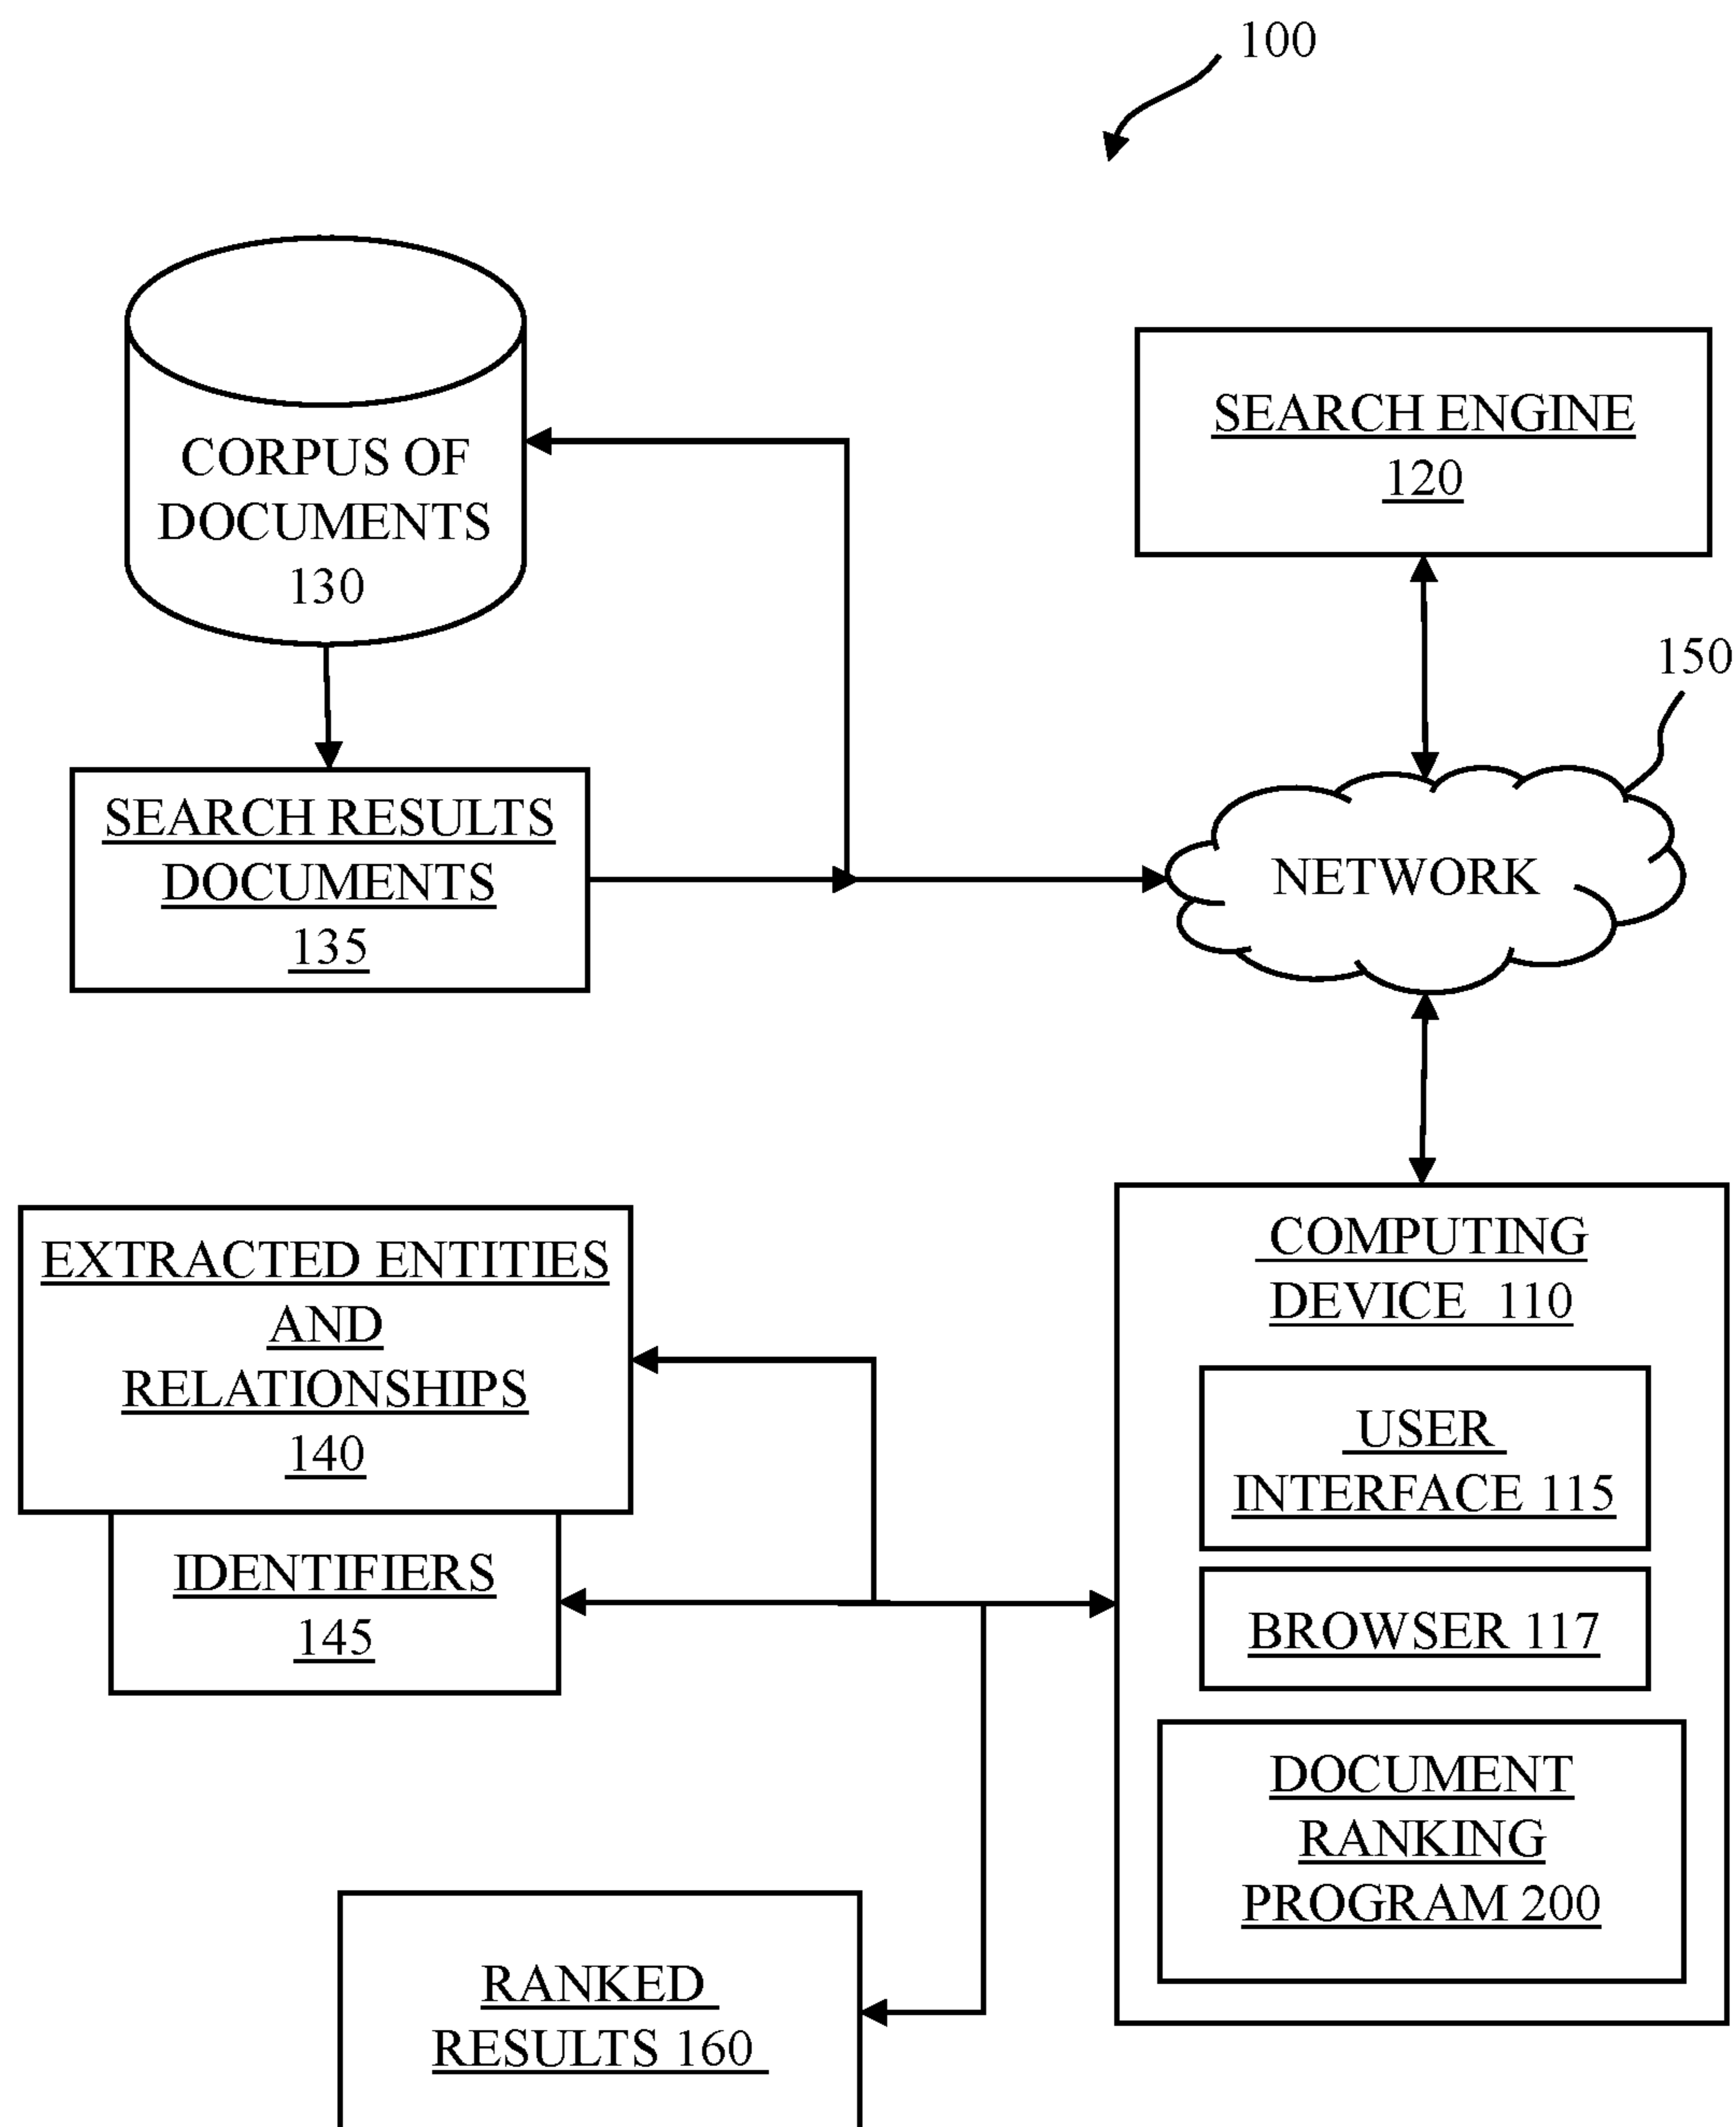 100
CORPUS OF
DOCUMENTS
130
SEARCH ENGINE
120
150
SEARCH RESULTS
DOCUMENTS
135
NETWORK
EXTRACTED ENTITIES
AND
RELATIONSHIPS
140
IDENTIFIERS
145
COMPUTING
DEVICE 110
USER
INTERFACE 115
BROWSER 117
DOCUMENT
RANKING
PROGRAM 200
RANKED
RESULTS 160